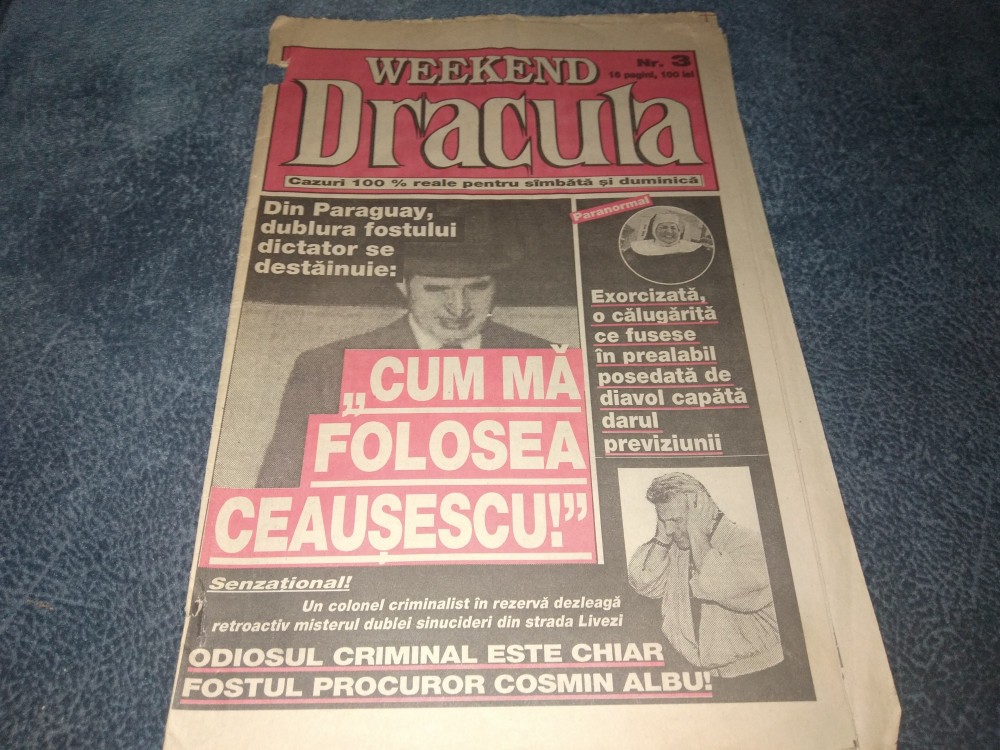 WEEKEND
Nr. 3
16 pagini, 100 lei
Dracula
Cazuri 100 % reale pentru sîmbătă și duminică
Din Paraguay,
dublura fostului
dictator se
destăinuie:
„CUM MĂ
FOLOSEA
CEAUȘESCU!”
Paranormal
Exorcizată,
o călugăriță
ce fusese
în prealabil
posedată de
diavol capătă
darul
previziunii
Senzațional!
Un colonel criminalist în rezervă dezleagă
retroactiv misterul dublei sinucideri din strada Livezi
ODIOSUL CRIMINAL ESTE CHIAR
FOSTUL PROCUROR COSMIN ALBU!